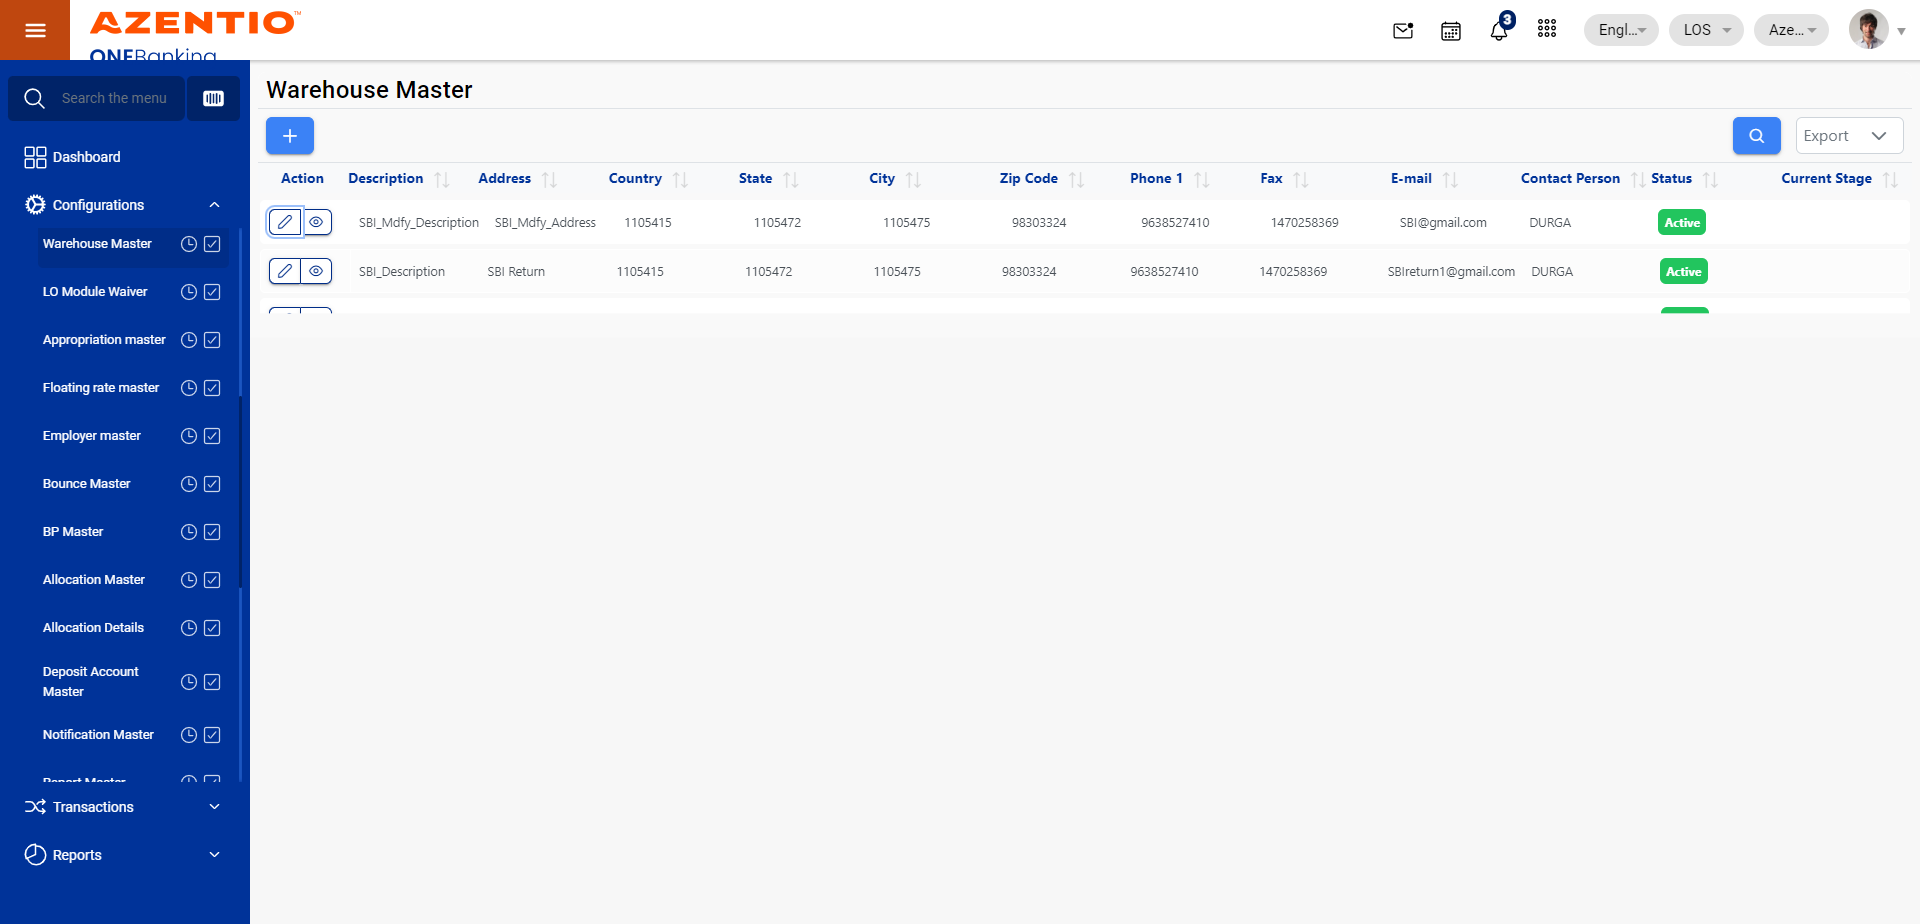 AZENTIO™
ONEBanking
3
Engl...
LOS
Aze...
Search the menu
Dashboard
Configurations
Warehouse Master
LO Module Waiver
Appropriation master
Floating rate master
Employer master
Bounce Master
BP Master
Allocation Master
Allocation Details
Deposit Account
Master
Notification Master
Report Master
Transactions
Reports
Warehouse Master
Export
Action Description Address Country State City Zip Code Phone 1 Fax E-mail Contact Person Status Current Stage
SBI_Mdfy_Description SBI_Mdfy_Address 1105415 1105472 1105475 98303324 9638527410 1470258369 SBI@gmail.com DURGA Active
SBI_Description SBI Return 1105415 1105472 1105475 98303324 9638527410 1470258369 SBIreturn1@gmail.com DURGA Active